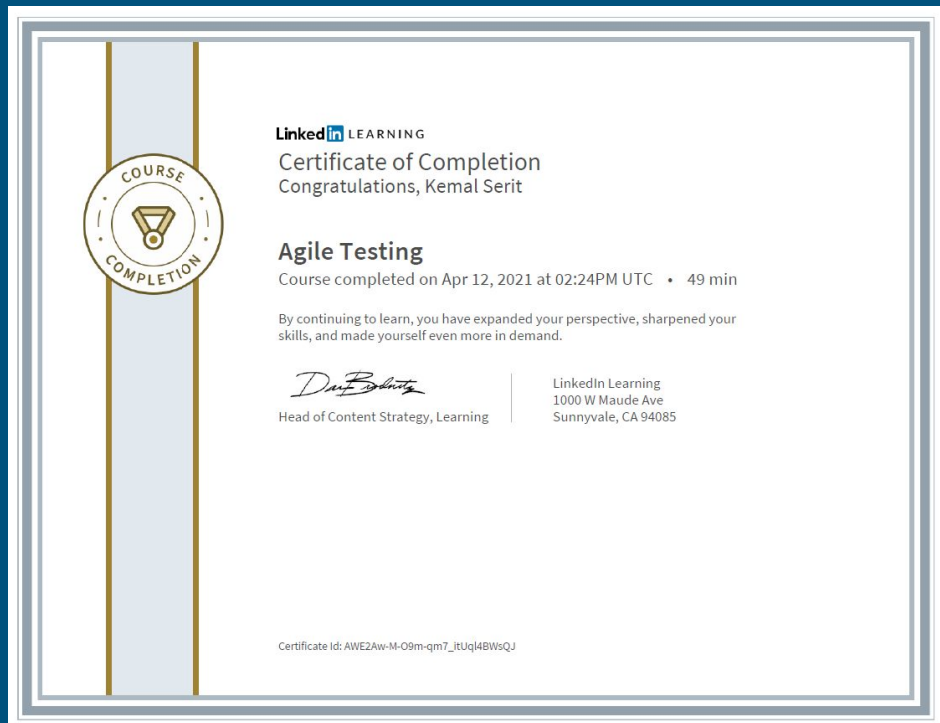 Linked in LEARNING
Certificate of Completion
Congratulations, Kemal Serit
COURSE
COMPLETION
Agile Testing
Course completed on Apr 12, 2021 at 02:24PM UTC • 49 min
By continuing to learn, you have expanded your perspective, sharpened your
skills, and made yourself even more in demand.
Head of Content Strategy, Learning
LinkedIn Learning
1000 W Maude Ave
Sunnyvale, CA 94085
Certificate Id: AWE2Aw-M-O9m-qm7_itUql4BWsQJ